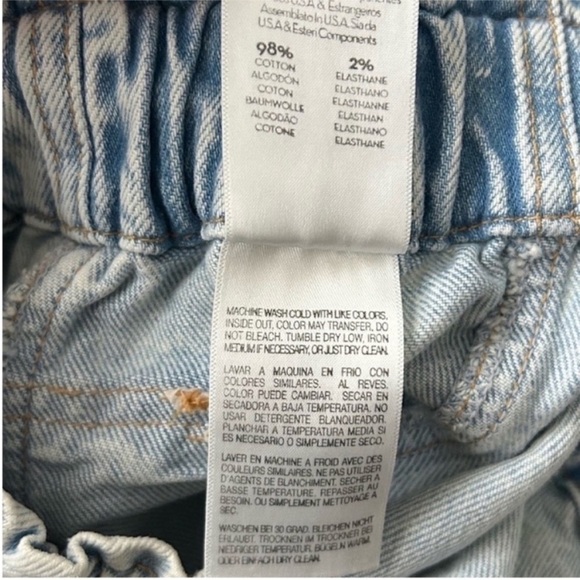 U.S.A & Estrangeros
Assemblato In U.S.A. Sia da
U.S.A & Esteri Components
98%
COTTON
ALGODÓN
COTON
BAUMWOLLE
ALGODÃO
COTONE
2%
ELASTHANE
ELASTHANO
ELASTHANNE
ELASTHAN
ELASTHANO
ELASTHANE
MACHINE WASH COLD WITH LIKE COLORS,
INSIDE OUT, COLOR MAY TRANSFER. DO
NOT BLEACH. TUMBLE DRY LOW. IRON
MEDIUM IF NECESSARY, OR JUST DRY CLEAN.
LAVAR A MAQUINA EN FRIO CON
COLORES SIMILARES. AL REVES.
COLOR PUEDE CAMBIAR. SECAR EN
SECADORA A BAJA TEMPERATURA. NO
USAR DETERGENTE BLANQUEADOR.
PLANCHAR A TEMPERATURA MEDIA SI
ES NECESARIO O SIMPLEMENTE SECO.
LAVER EN MACHINE A FROID AVEC DES
COULEURS SIMILAIRES. NE PAS UTILISER
D'AGENTS DE BLANCHIMENT. SECHER A
BASSE TEMPERATURE. REPASSER AU
BESOIN. OU SIMPLEMENT METTOYAGE A
SEC.
WASCHEN BEI 30 GRAD. BLEICHEN NICHT
ERLAUBT. TROCKNEN IM TROCKNER BEI
NIEDRIGER TEMPERATUR. BUGELN WARM.
ODER EINFACH DRY CLEAN.